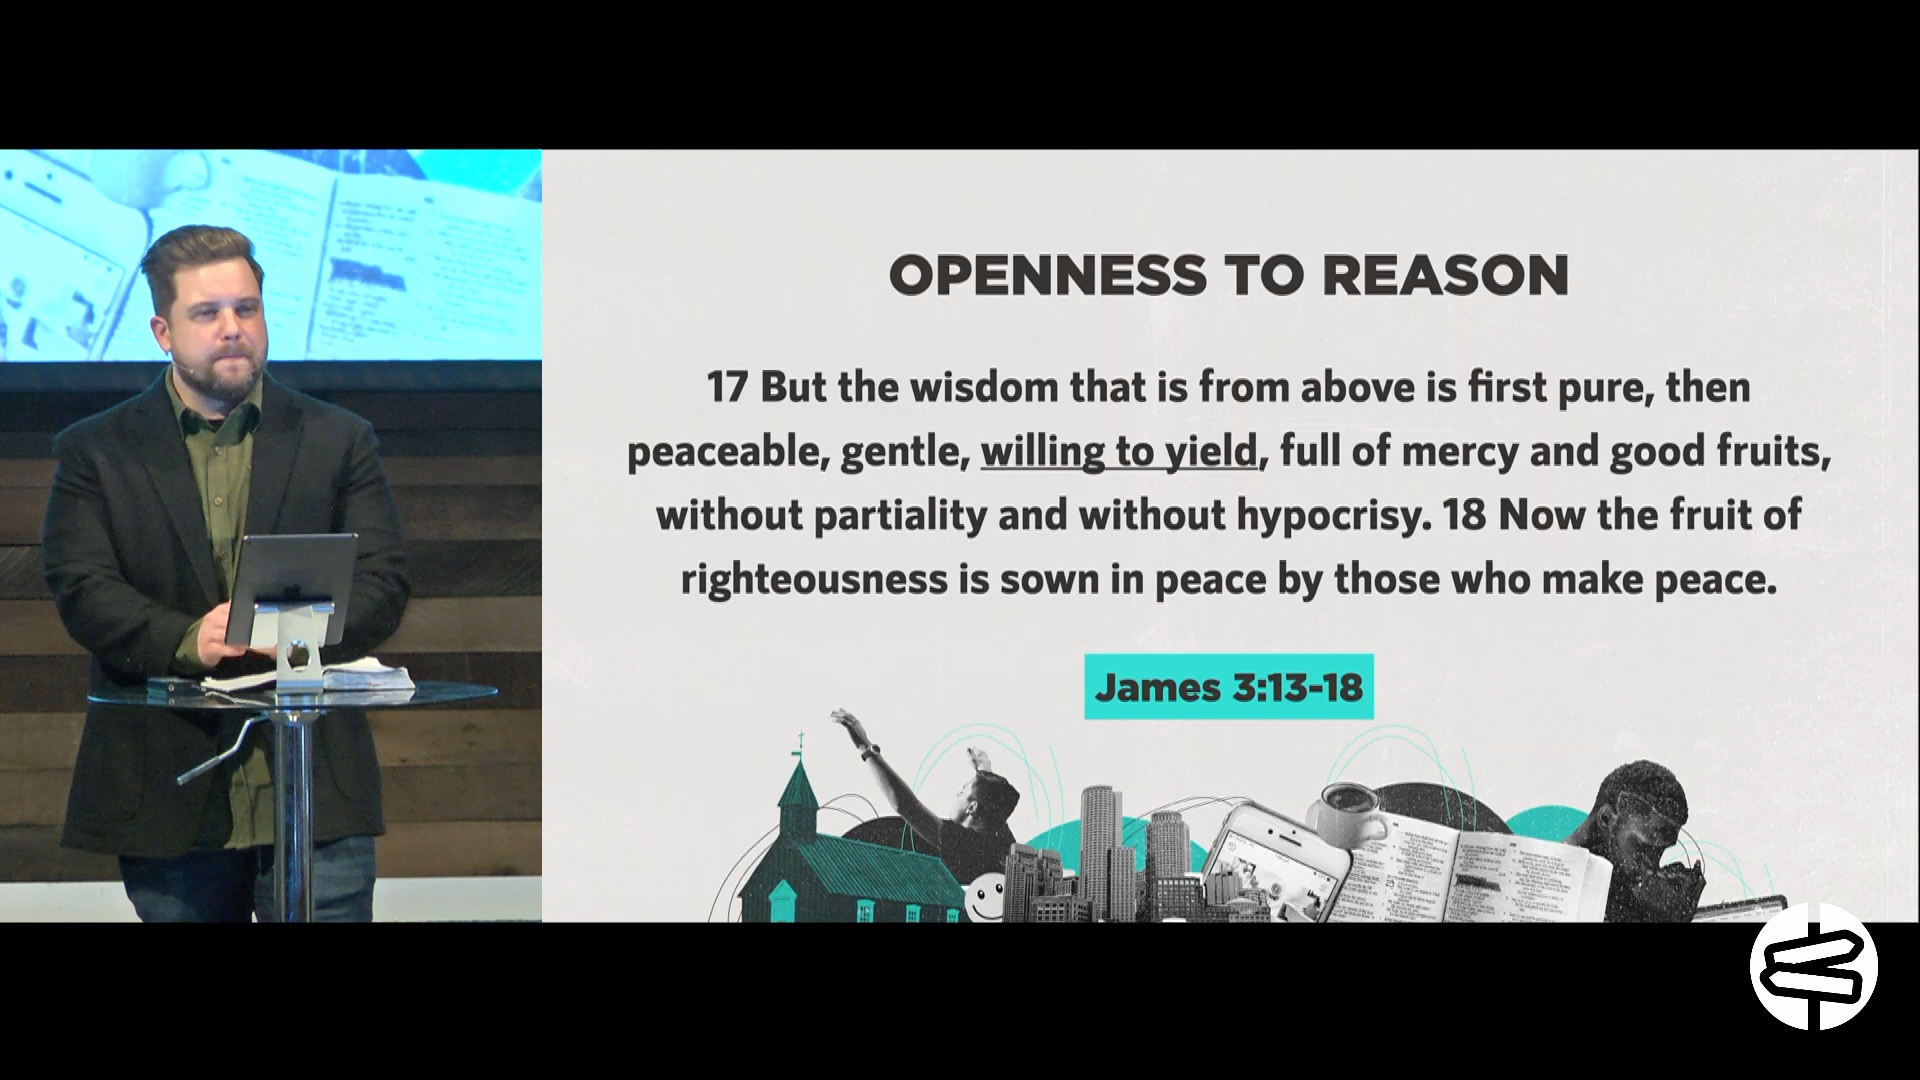 OPENNESS TO REASON
17 But the wisdom that is from above is first pure, then
peaceable, gentle, willing to yield, full of mercy and good fruits,
without partiality and without hypocrisy. 18 Now the fruit of
righteousness is sown in peace by those who make peace.
James 3:13-18